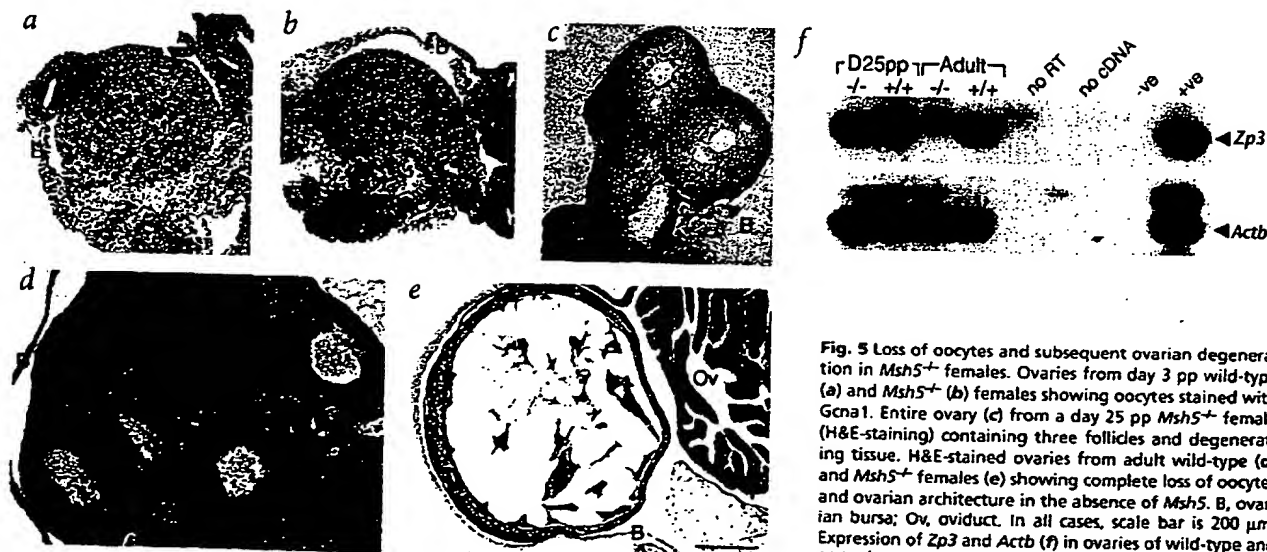 a
b
c
f
D25pp Adult
-/- +/+ -/- +/+ no RT no cDNA -ve +ve
Zp3
Actb
B
B
d
e
Ov
B
Fig. 5 Loss of oocytes and subsequent ovarian degenera-
tion in Msh5-/- females. Ovaries from day 3 pp wild-typ
(a) and Msh5-/- (b) females showing oocytes stained wit
Gcna1. Entire ovary (c) from a day 25 pp Msh5-/- femal
(H&E-staining) containing three follicles and degenerat
ing tissue. H&E-stained ovaries from adult wild-type (d
and Msh5-/- females (e) showing complete loss of oocyte
and ovarian architecture in the absence of Msh5. B, ovar
ian bursa; Ov, oviduct. In all cases, scale bar is 200 μm
Expression of Zp3 and Actb (f) in ovaries of wild-type and